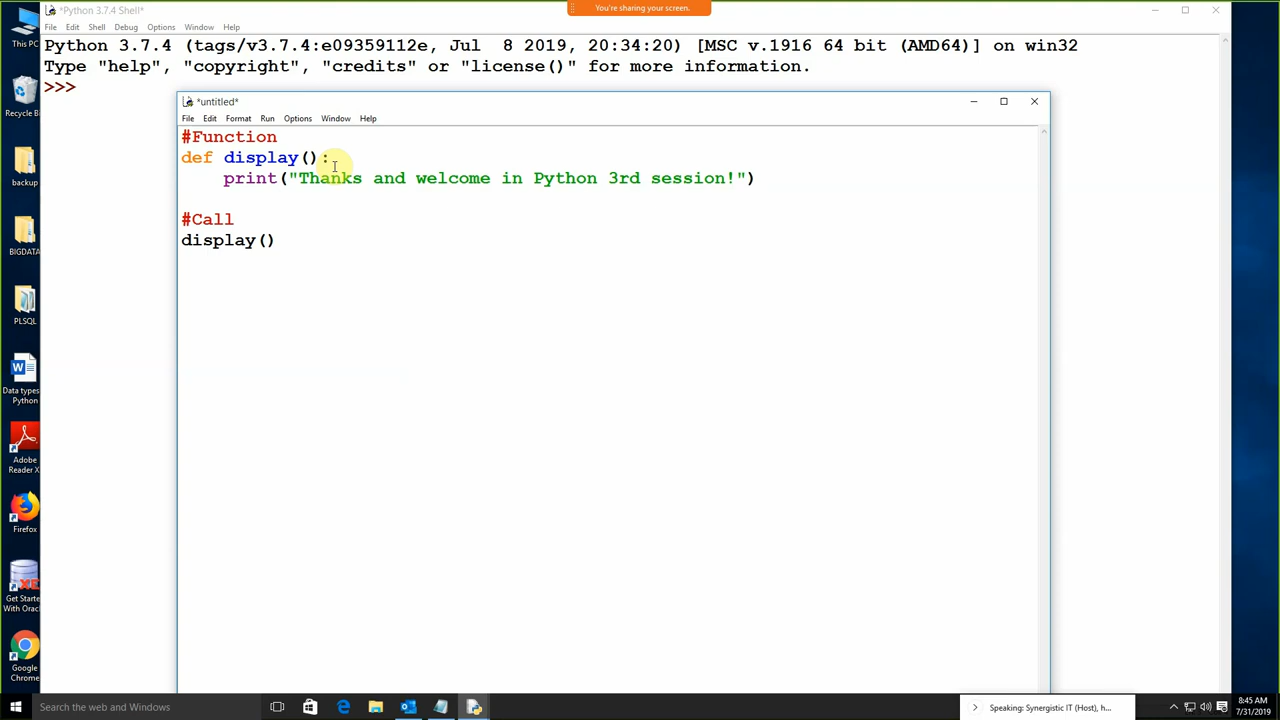 You're sharing your screen.
*Python 3.7.4 Shell*
File Edit Shell Debug Options Window Help
Python 3.7.4 (tags/v3.7.4:e09359112e, Jul  8 2019, 20:34:20) [MSC v.1916 64 bit (AMD64)] on win32
Type "help", "copyright", "credits" or "license()" for more information.
>>>
*untitled*
File Edit Format Run Options Window Help
#Function
def display():
    print("Thanks and welcome in Python 3rd session!")
#Call
display()
This PC
Recycle Bi
backup
BIGDATA
PLSQL
Data types
Python
Adobe
Reader X
Firefox
XE
Get Starte
With Orac
Google
Chrome
Search the web and Windows
Speaking: Synergistic IT (Host), h...
8:45 AM
7/31/2019